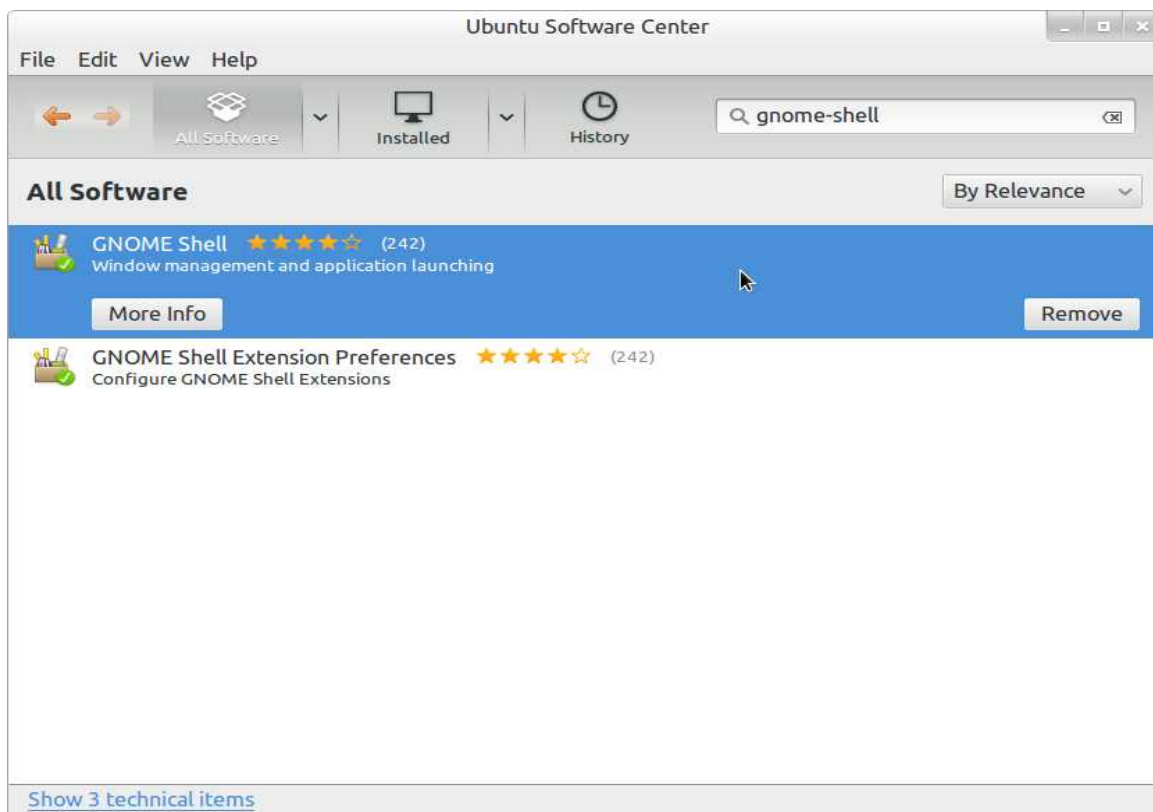 Ubuntu Software Center
File Edit View Help
All Software
Installed
History
gnome-shell
All Software
By Relevance
GNOME Shell (242)
Window management and application launching
More Info
Remove
GNOME Shell Extension Preferences (242)
Configure GNOME Shell Extensions
Show 3 technical items